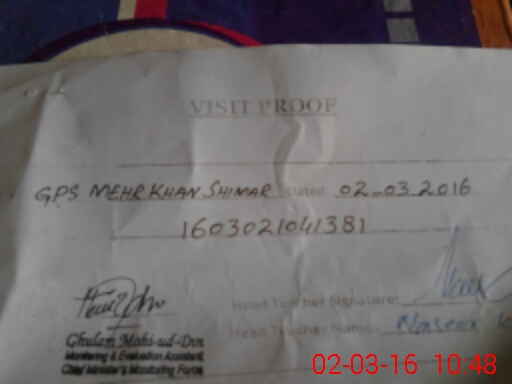 VISIT PROOF
GPS MEHR KHAN SHIMAR Dated: 02-03.2016
1603021041381
Head Teacher Signature:
Head Teacher Name:
Ghulam Mohi-ud-Din
Monitoring & Evaluation Assistant
Chief Minister's Monitoring Force
02-03-16 10:48